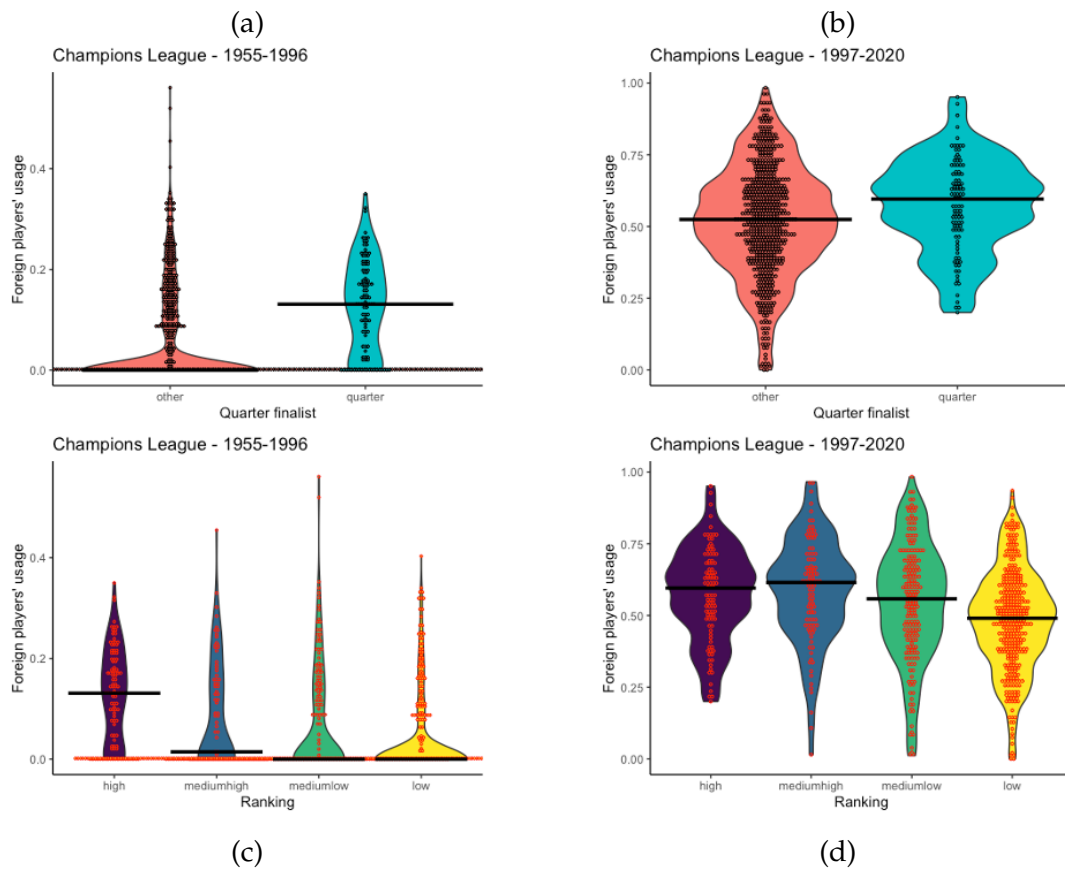 (a)
Champions League - 1955-1996
Foreign players' usage
0.4
0.2
0.0
other
quarter
Quarter finalist
(b)
Champions League - 1997-2020
Foreign players' usage
1.00
0.75
0.50
0.25
0.00
other
quarter
Quarter finalist
Champions League - 1955-1996
Foreign players' usage
0.4
0.2
0.0
high
mediumhigh
mediumlow
low
Ranking
(c)
Champions League - 1997-2020
Foreign players' usage
1.00
0.75
0.50
0.25
0.00
high
mediumhigh
mediumlow
low
Ranking
(d)